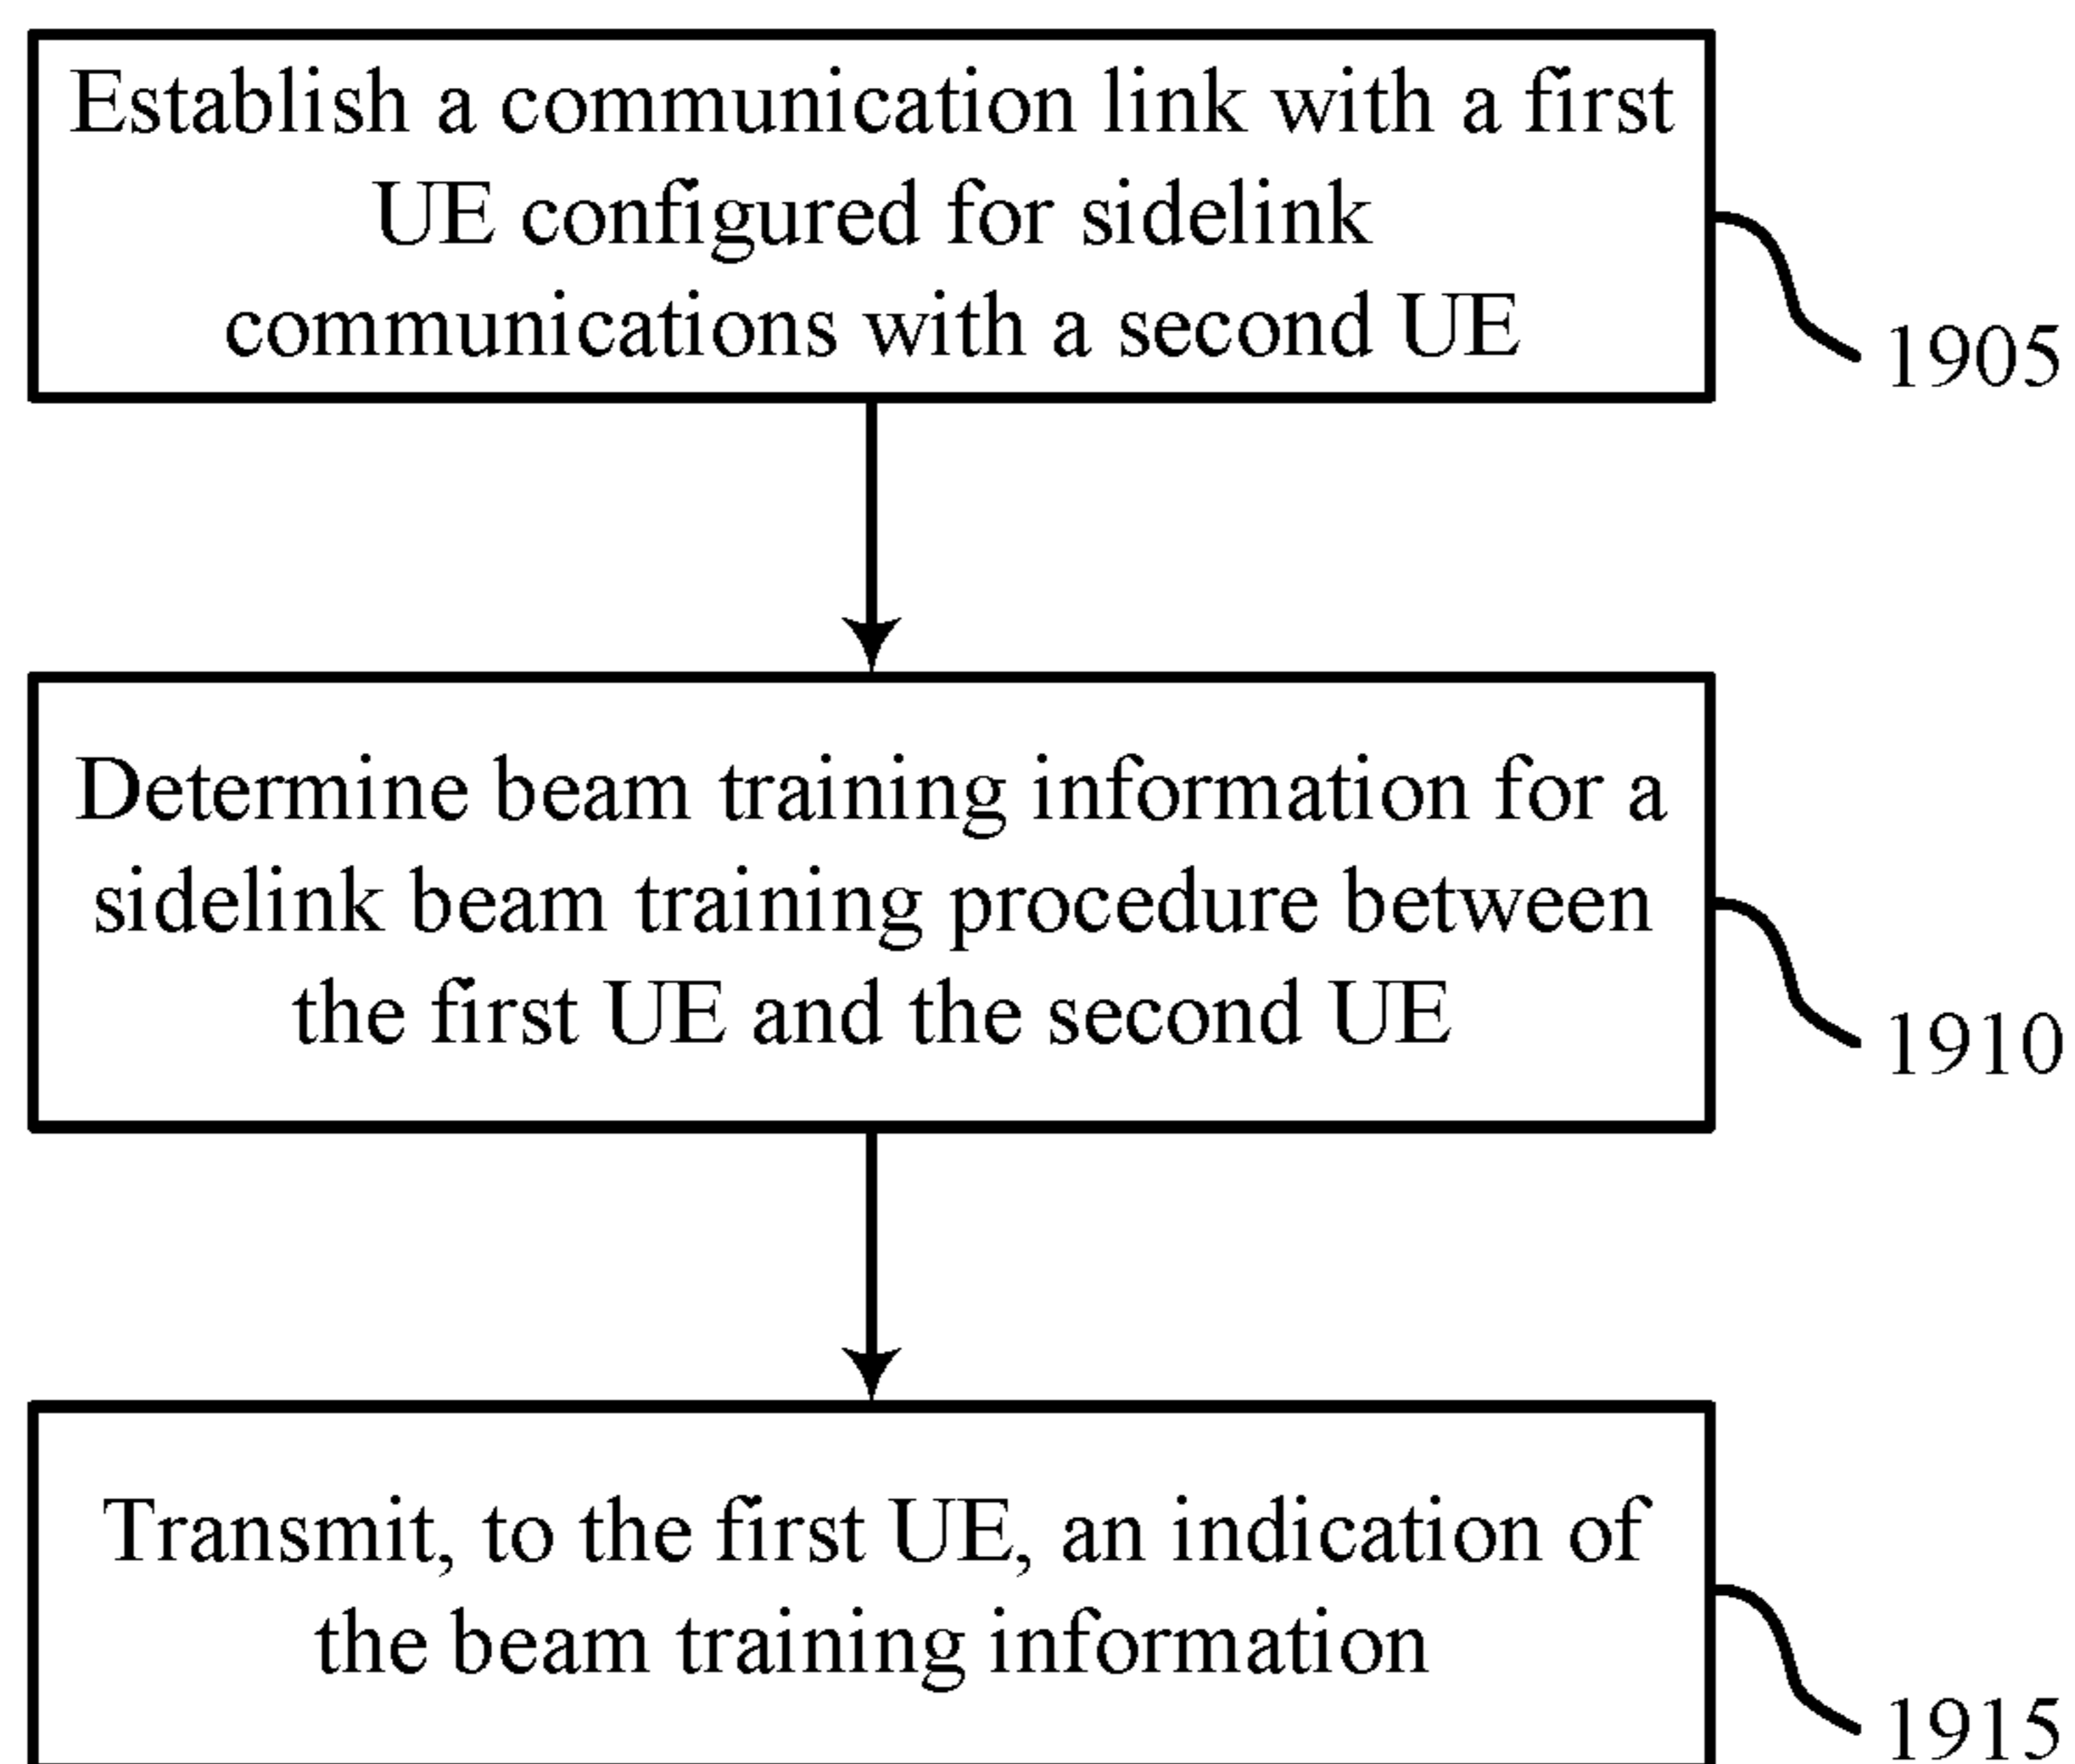 Establish a communication link with a first
UE configured for sidelink
communications with a second UE
1905
Determine beam training information for a
sidelink beam training procedure between
the first UE and the second UE
1910
Transmit, to the first UE, an indication of
the beam training information
1915